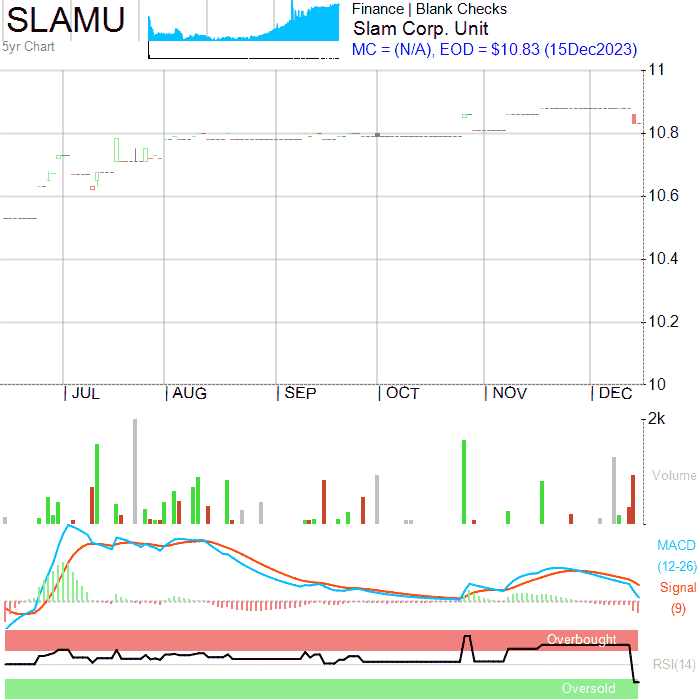 SLAMU
5yr Chart
Finance | Blank Checks
Slam Corp. Unit
MC = (N/A), EOD = $10.83 (15Dec2023)
11
10.8
10.6
10.4
10.2
10
JUL AUG SEP OCT NOV DEC
2k
Volume
MACD
(12-26)
Signal
(9)
Overbought
RSI(14)
Oversold